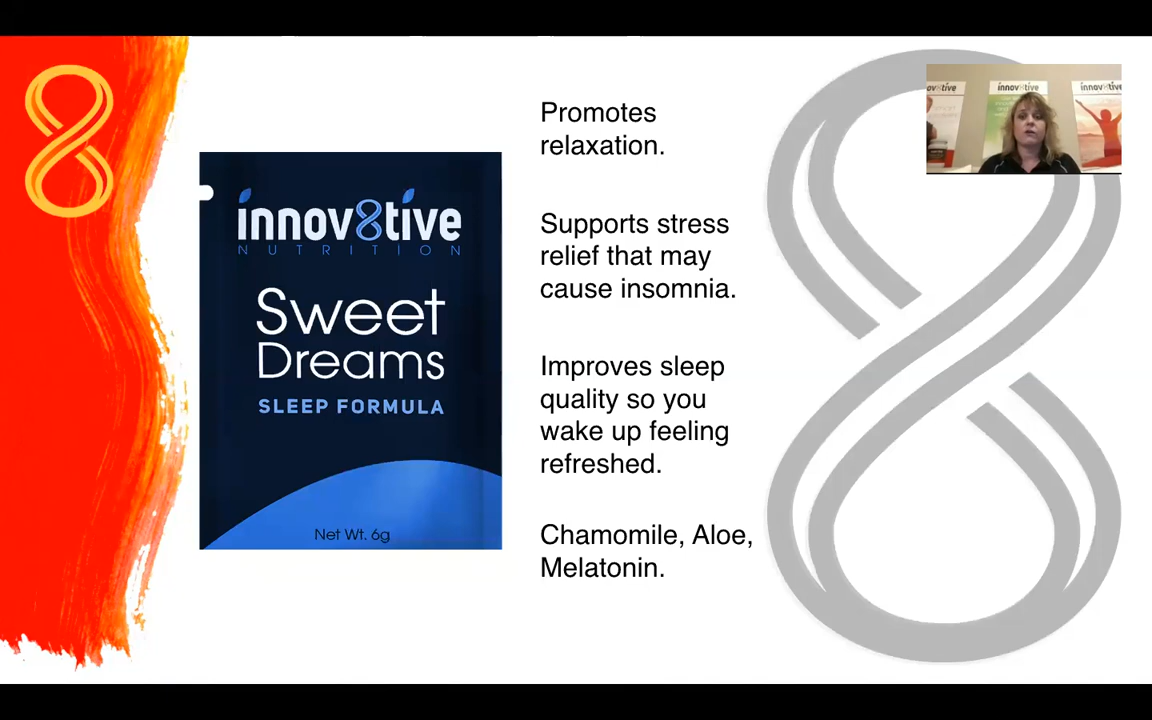 innov8tive
NUTRITION
Sweet
Dreams
SLEEP FORMULA
Net Wt. 6g
Promotes
relaxation.
Supports stress
relief that may
cause insomnia.
Improves sleep
quality so you
wake up feeling
refreshed.
Chamomile, Aloe,
Melatonin.
innov8tive